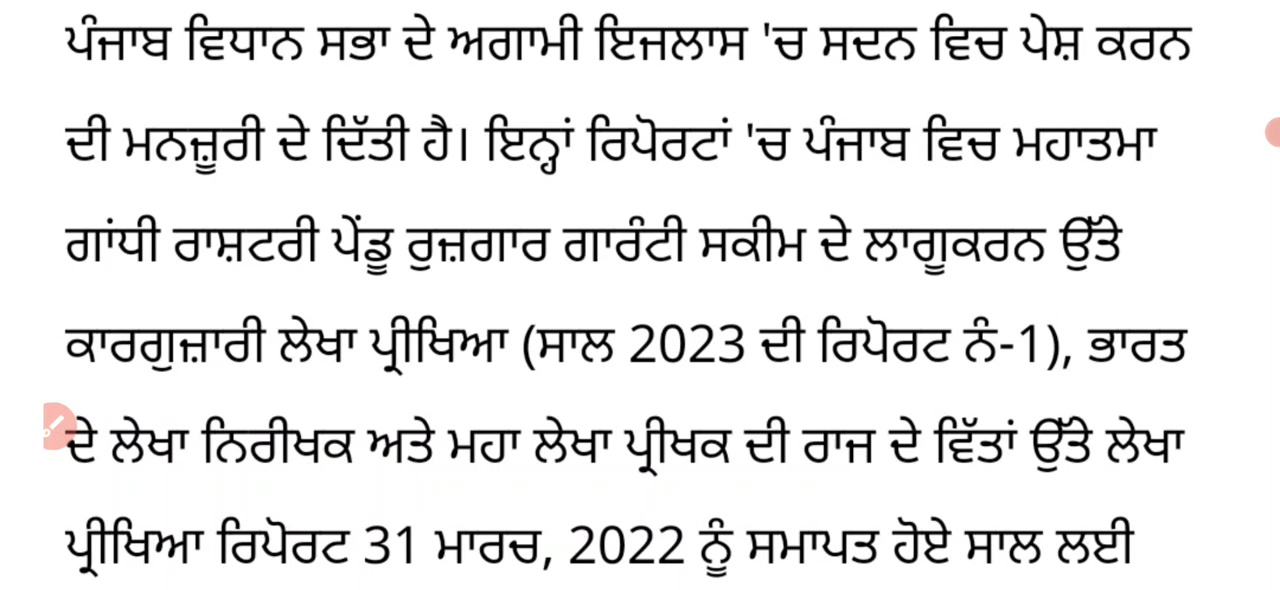 ਪੰਜਾਬ ਵਿਧਾਨ ਸਭਾ ਦੇ ਅਗਾਮੀ ਇਜਲਾਸ 'ਚ ਸਦਨ ਵਿਚ ਪੇਸ਼ ਕਰਨ
ਦੀ ਮਨਜ਼ੂਰੀ ਦੇ ਦਿੱਤੀ ਹੈ। ਇਨ੍ਹਾਂ ਰਿਪੋਰਟਾਂ 'ਚ ਪੰਜਾਬ ਵਿਚ ਮਹਾਤਮਾ
ਗਾਂਧੀ ਰਾਸ਼ਟਰੀ ਪੇਂਡੂ ਰੁਜ਼ਗਾਰ ਗਾਰੰਟੀ ਸਕੀਮ ਦੇ ਲਾਗੂਕਰਨ ਉੱਤੇ
ਕਾਰਗੁਜ਼ਾਰੀ ਲੇਖਾ ਪ੍ਰੀਖਿਆ (ਸਾਲ 2023 ਦੀ ਰਿਪੋਰਟ ਨੰ-1), ਭਾਰਤ
ਦੇ ਲੇਖਾ ਨਿਰੀਖਕ ਅਤੇ ਮਹਾ ਲੇਖਾ ਪ੍ਰੀਖਕ ਦੀ ਰਾਜ ਦੇ ਵਿੱਤਾਂ ਉੱਤੇ ਲੇਖਾ
ਪ੍ਰੀਖਿਆ ਰਿਪੋਰਟ 31 ਮਾਰਚ, 2022 ਨੂੰ ਸਮਾਪਤ ਹੋਏ ਸਾਲ ਲਈ